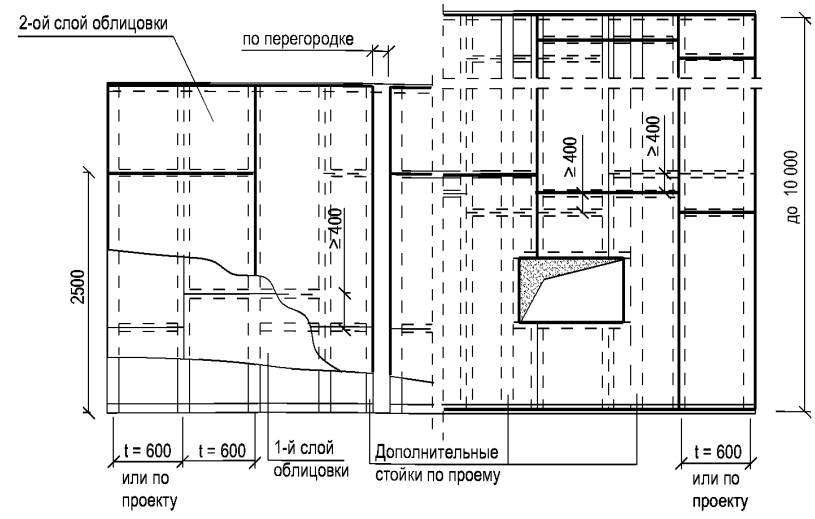 2-ой слой облицовки
по перегородке
≥400
≥400
≥400
2500
до 10 000
t = 600
t = 600
1-й слой
облицовки
Дополнительные
стойки по проему
t = 600
или по
проекту
или по
проекту